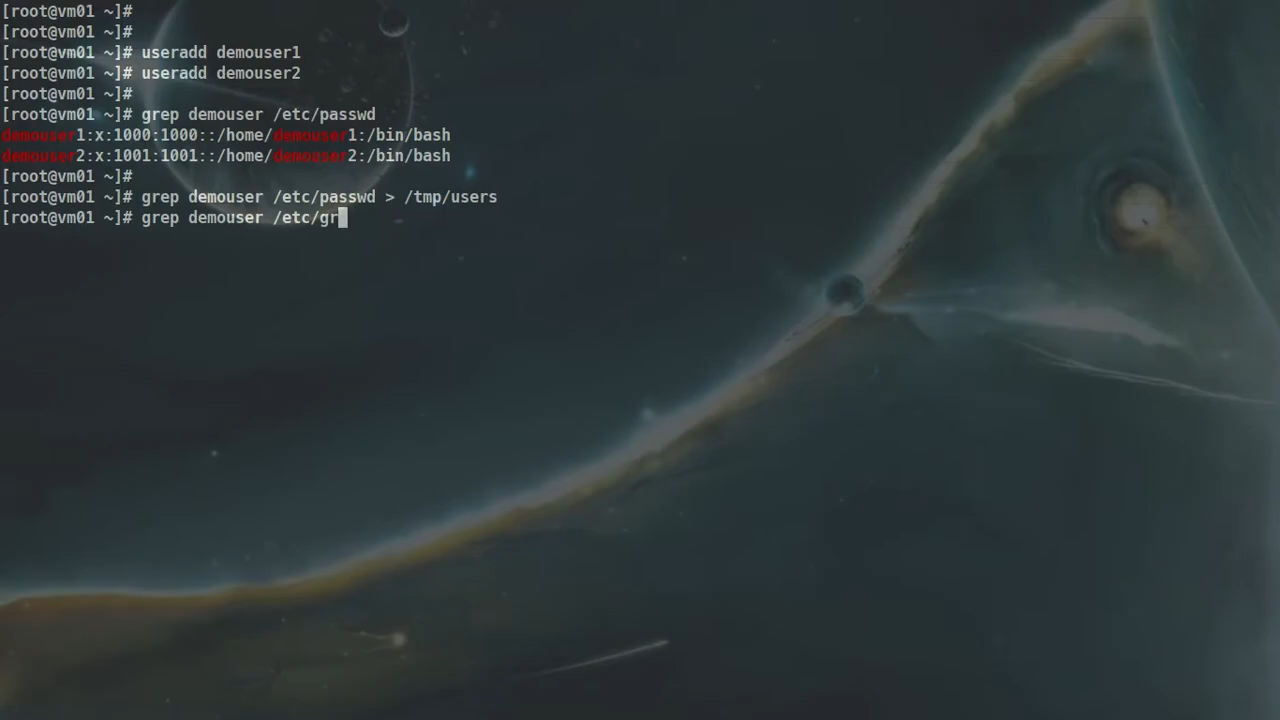 [root@vm01 ~]#
[root@vm01 ~]#
[root@vm01 ~]# useradd demouser1
[root@vm01 ~]# useradd demouser2
[root@vm01 ~]#
[root@vm01 ~]# grep demouser /etc/passwd
demouser1:x:1000:1000::/home/demouser1:/bin/bash
demouser2:x:1001:1001::/home/demouser2:/bin/bash
[root@vm01 ~]#
[root@vm01 ~]# grep demouser /etc/passwd > /tmp/users
[root@vm01 ~]# grep demouser /etc/gr